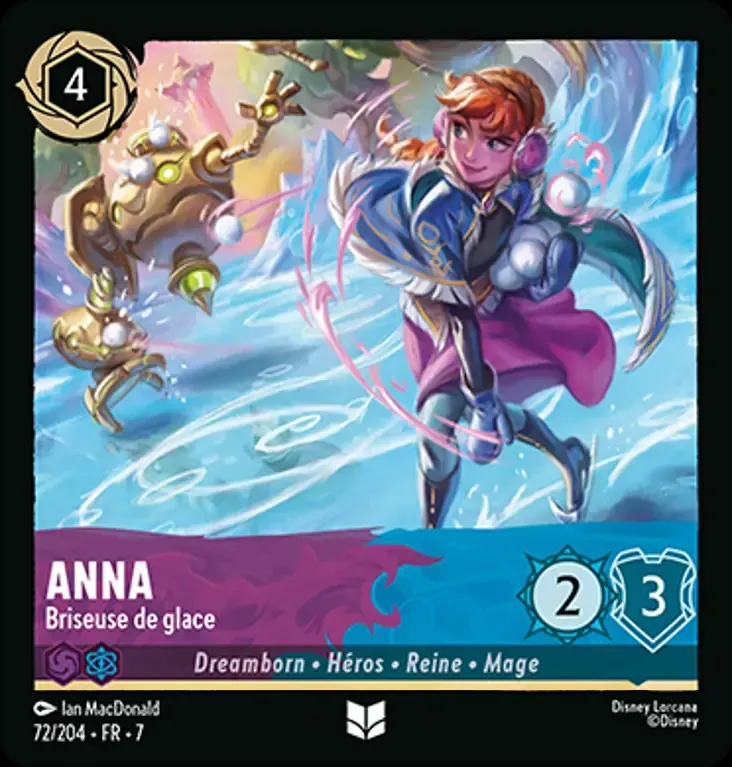 4
ANNA
Briseuse de glace
2
3
Dreamborn • Héros • Reine • Mage
Ian MacDonald
72/204 • FR • 7
Disney Lorcana
©Disney